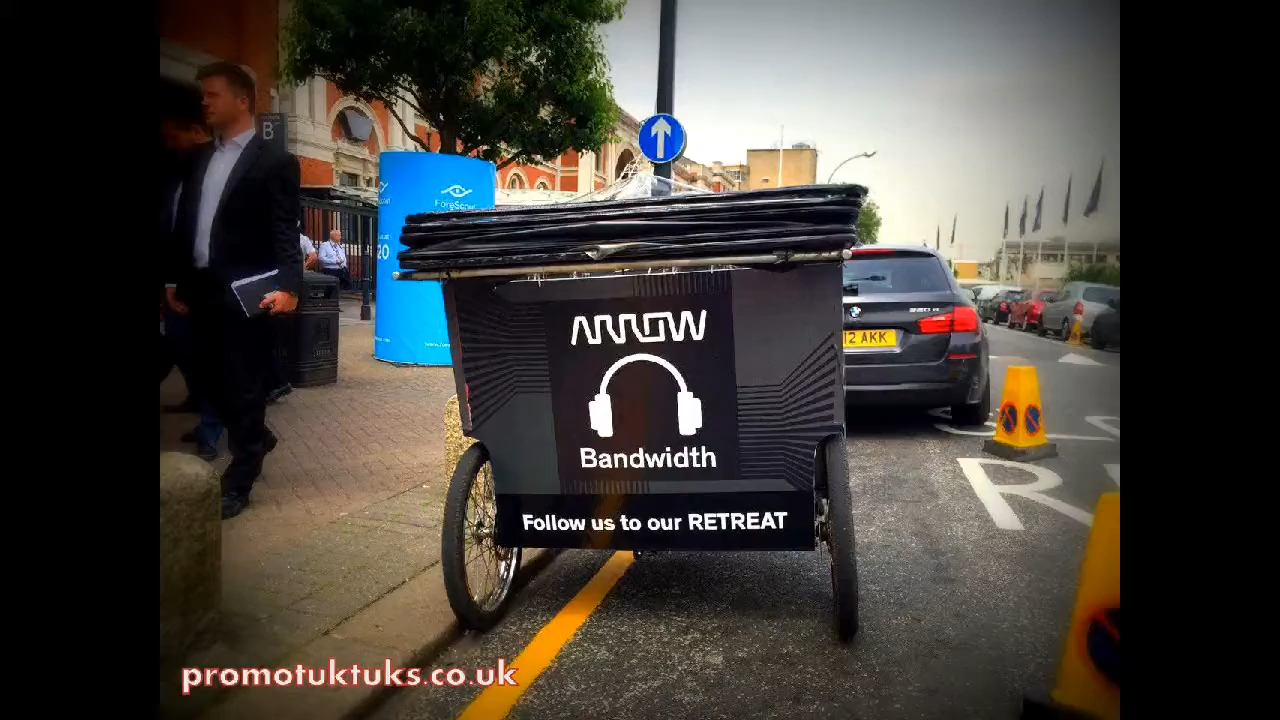 B
ForeScout
20
ARROW
Bandwidth
Follow us to our RETREAT
12 AKK
R
promotuktuks.co.uk